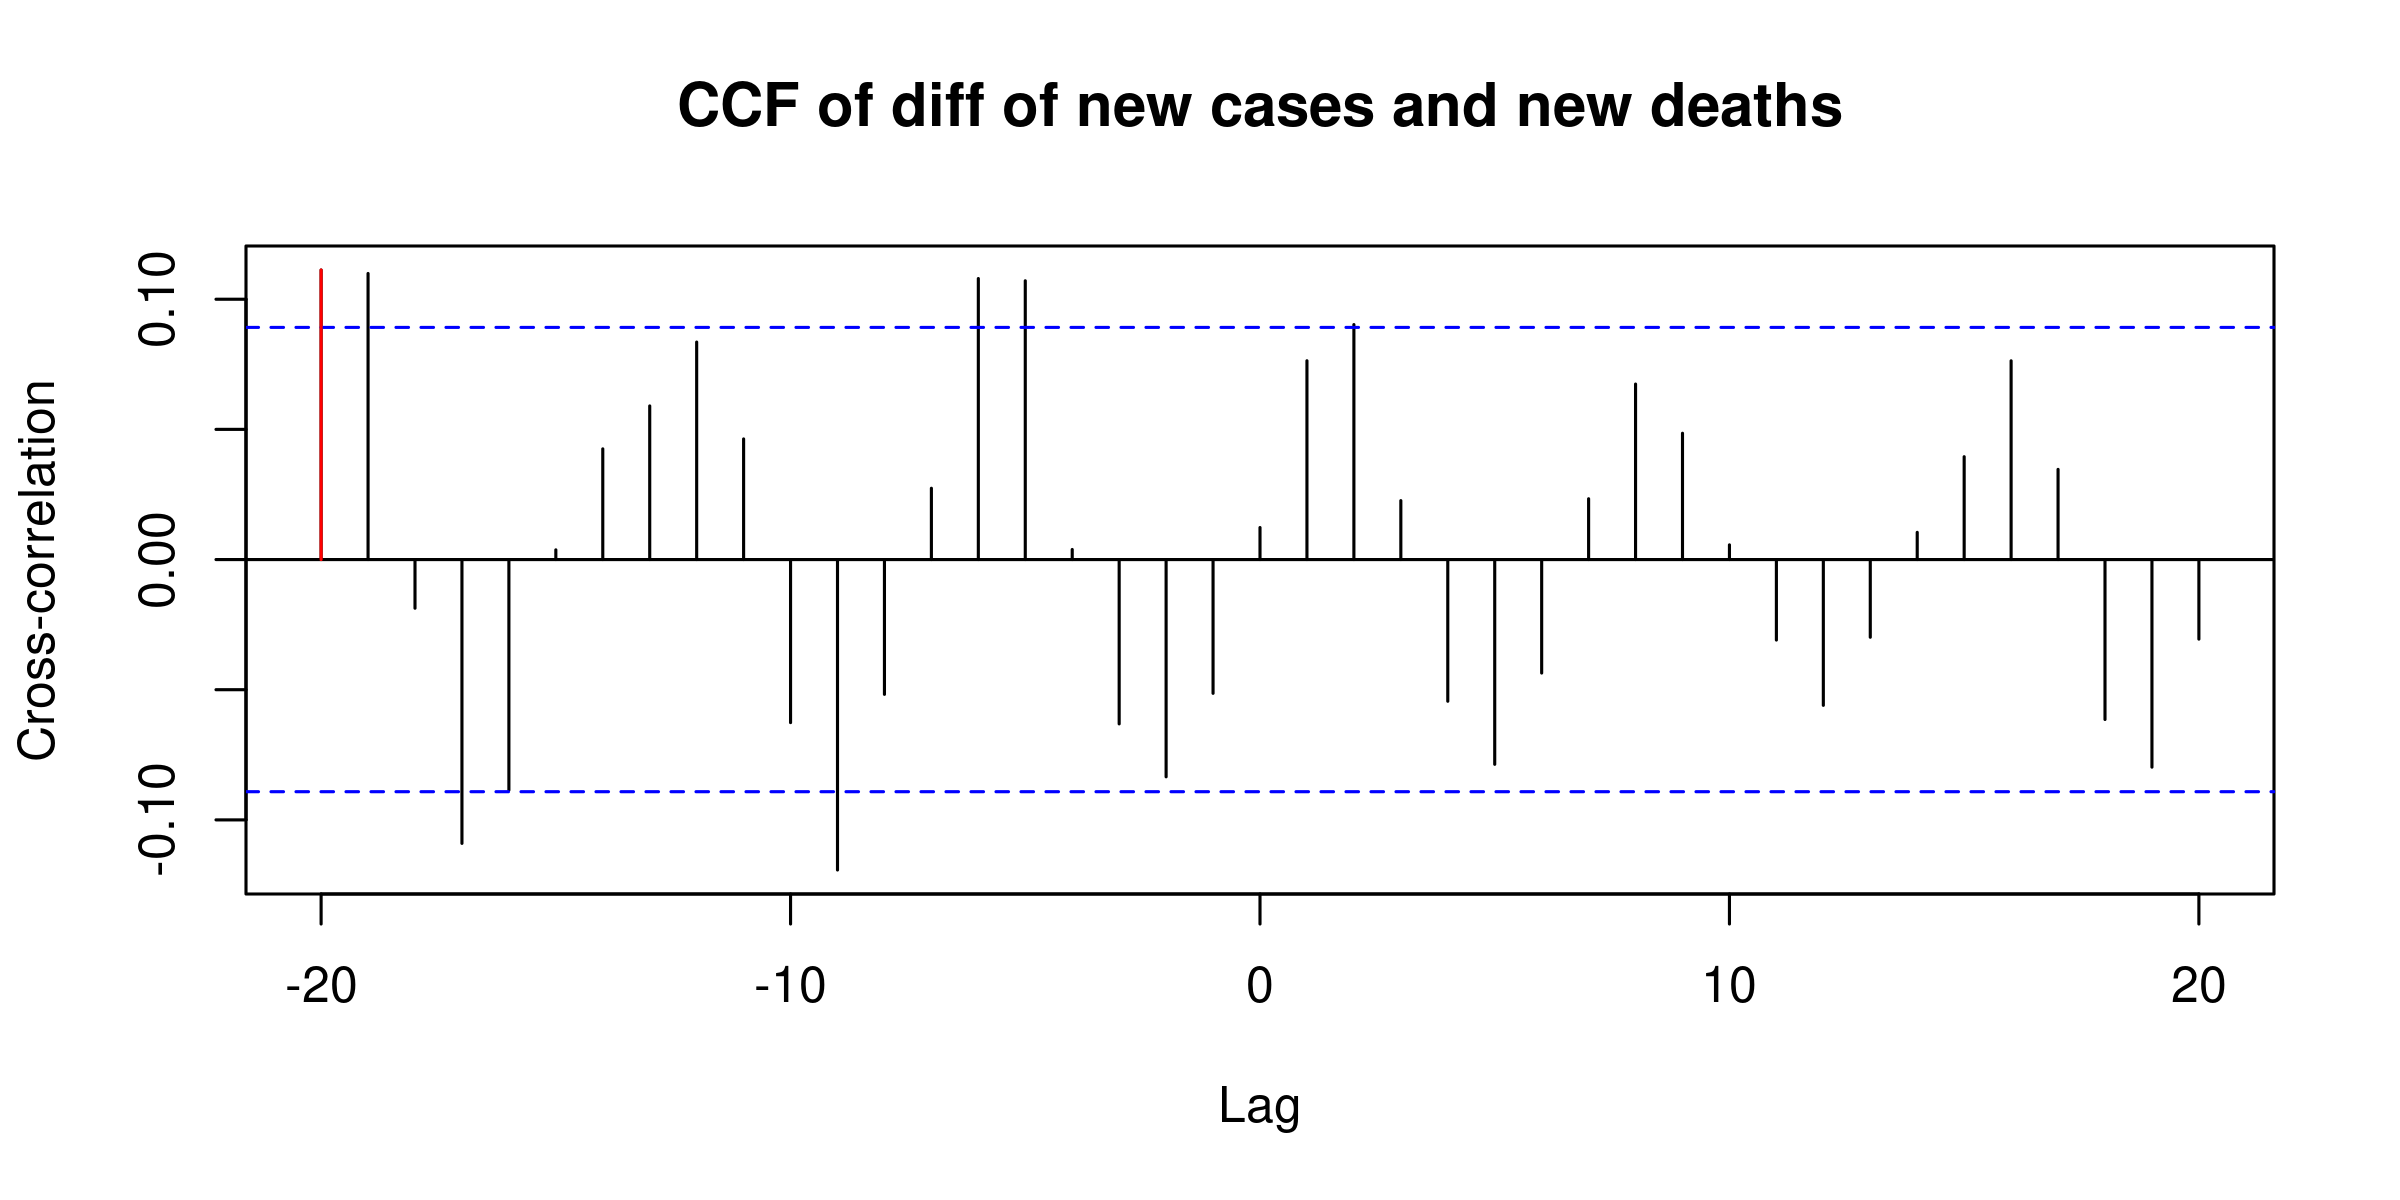 CCF of diff of new cases and new deaths
Cross-correlation
0.10
0.00
-0.10
-20 -10 0 10 20
Lag